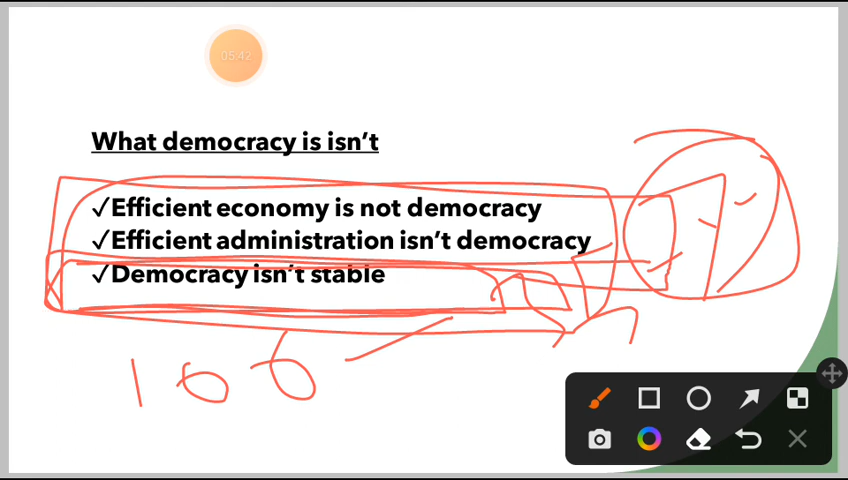 05:42
What democracy is isn't
✓Efficient economy is not democracy
✓Efficient administration isn't democracy
✓Democracy isn't stable
100